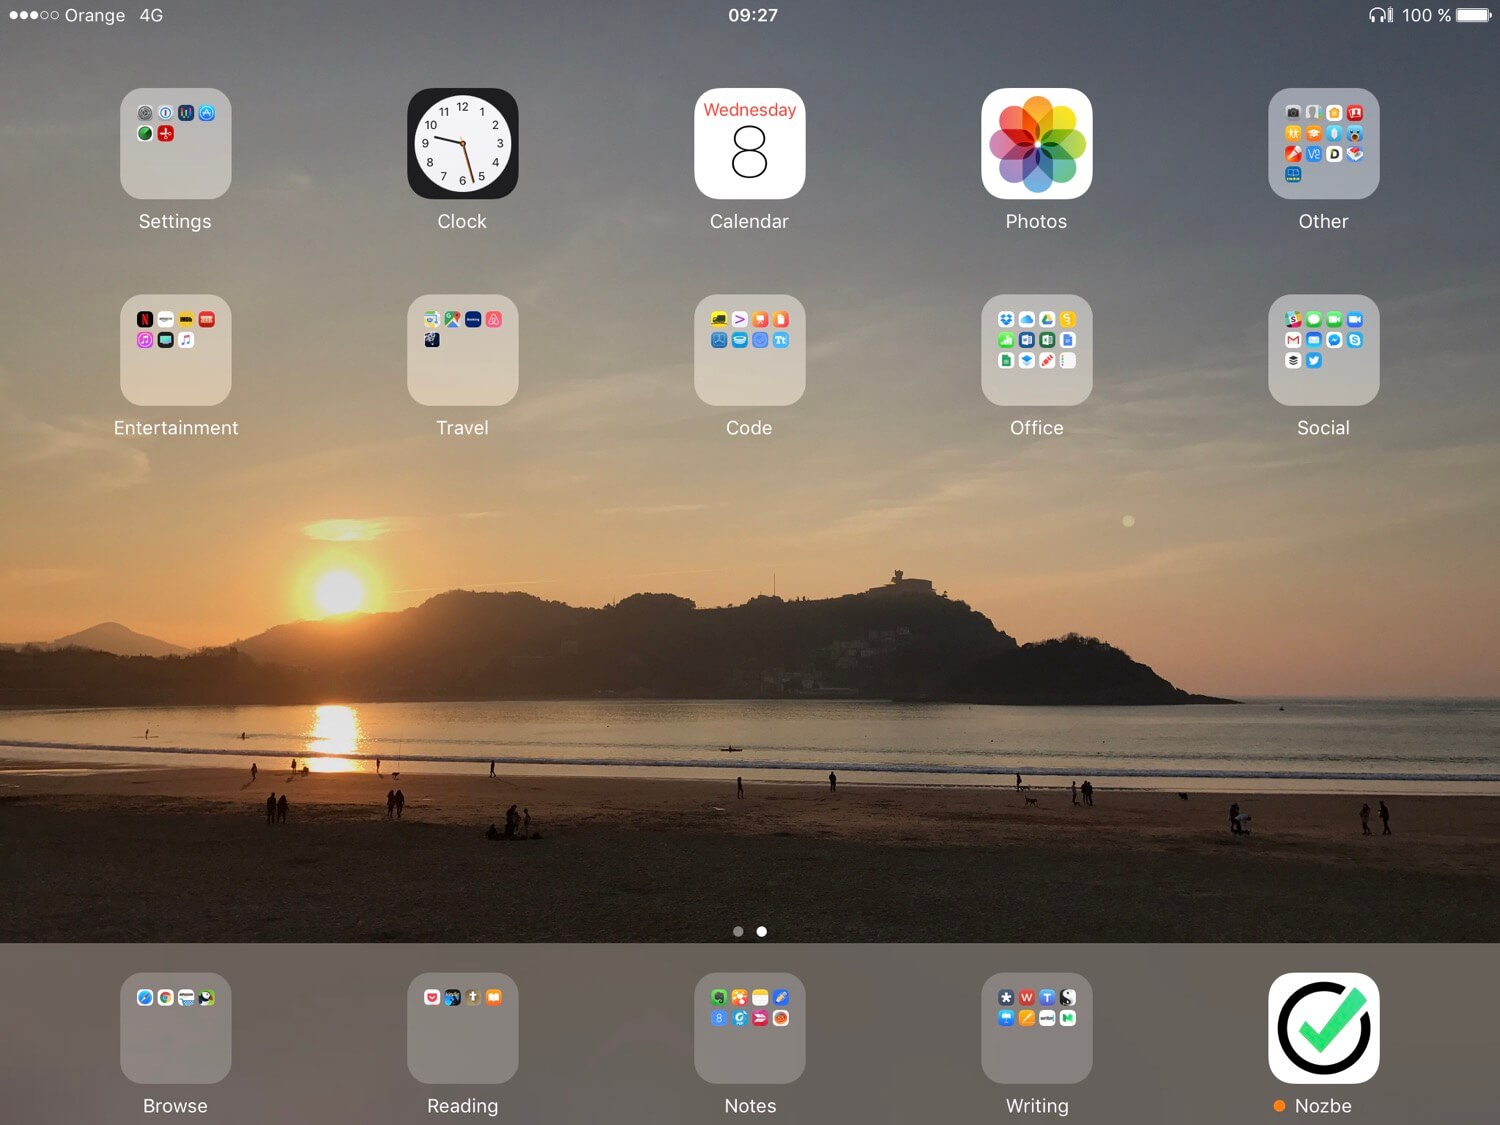 Orange 4G
09:27
100 %
12
11 1
10 2
9 3
8 4
7 5
6
Wednesday
8
Settings
Clock
Calendar
Photos
Other
Entertainment
Travel
Code
Office
Social
Browse
Reading
Notes
Writing
Nozbe